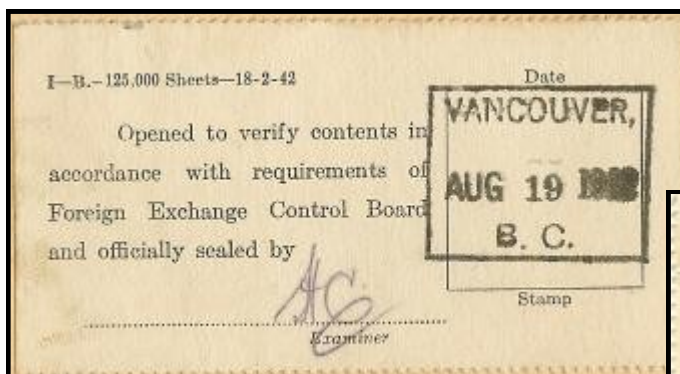 I—B.—125,000 Sheets—18-2-42
Date
VANCOUVER,
AUG 19
B. C.
Opened to verify contents in
accordance with requirements of
Foreign Exchange Control Board
and officially sealed by
Examiner
Stamp